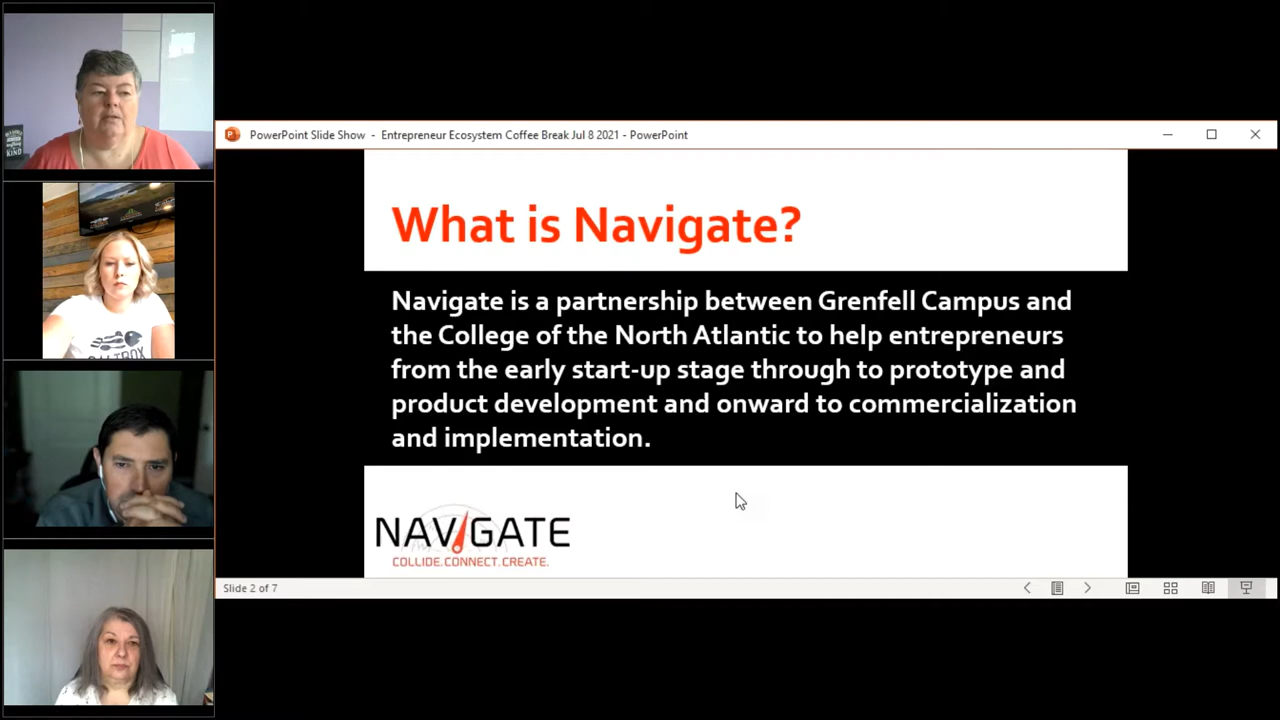 PowerPoint Slide Show - Entrepreneur Ecosystem Coffee Break Jul 8 2021 - PowerPoint
What is Navigate?
Navigate is a partnership between Grenfell Campus and
the College of the North Atlantic to help entrepreneurs
from the early start-up stage through to prototype and
product development and onward to commercialization
and implementation.
NAVIGATE
COLLIDE.CONNECT.CREATE.
Slide 2 of 7
KIND